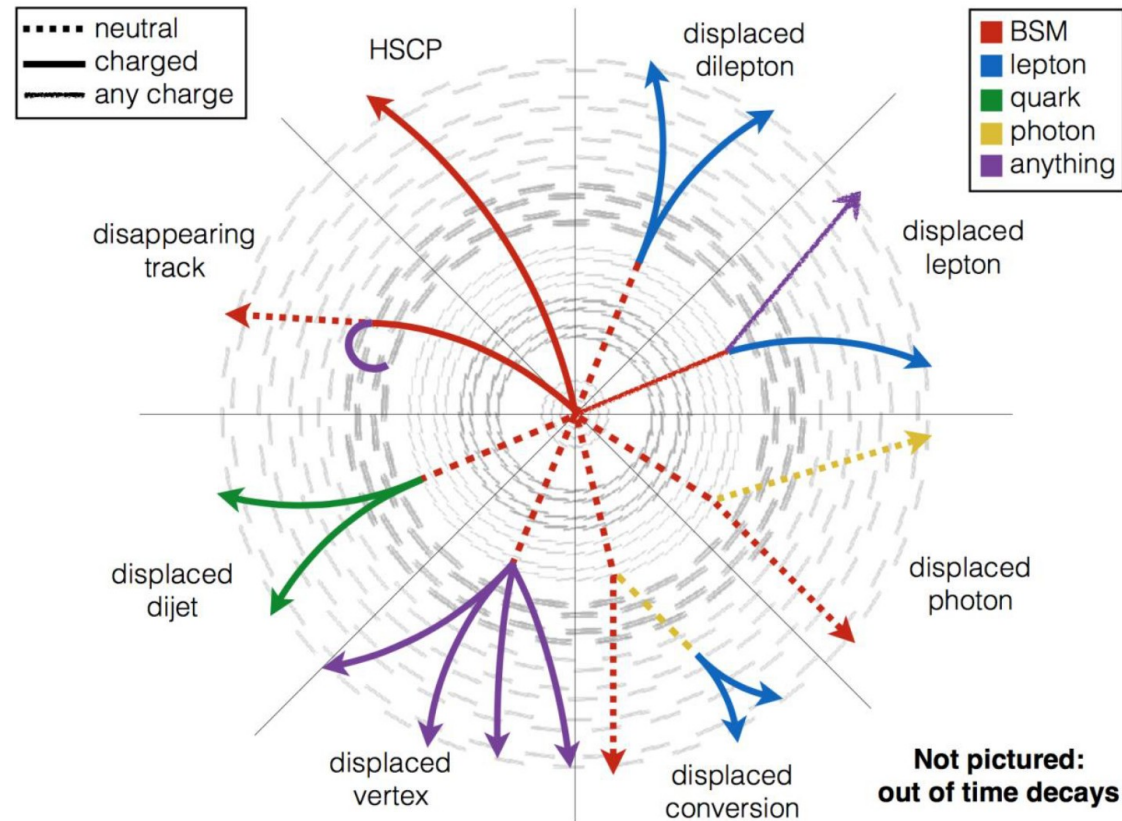 neutral
charged
any charge
BSM
lepton
quark
photon
anything
HSCP
displaced
dilepton
disappearing
track
displaced
lepton
displaced
dijet
displaced
photon
displaced
vertex
displaced
conversion
Not pictured:
out of time decays